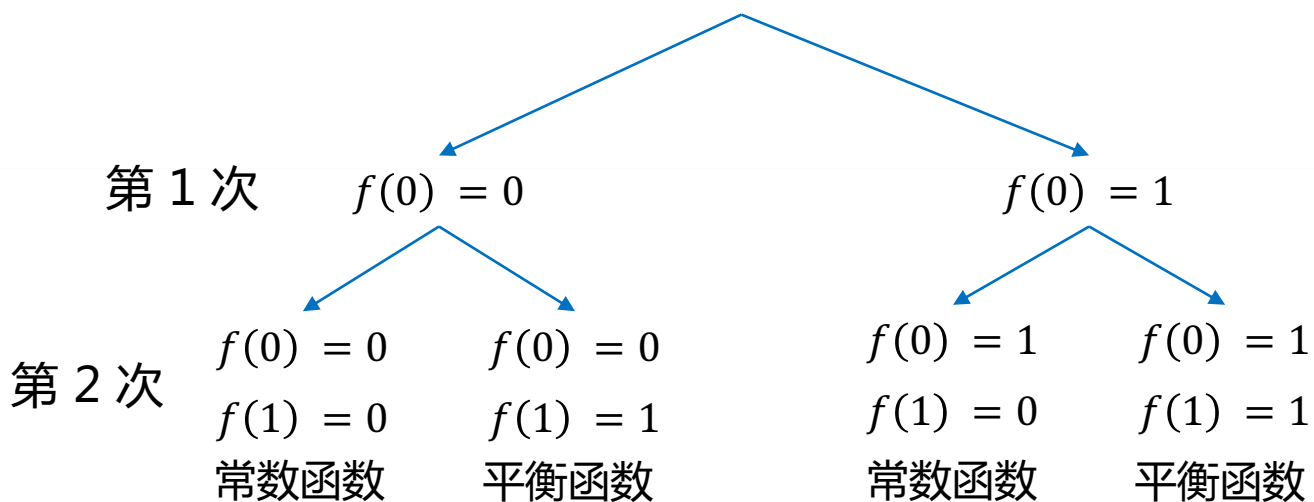 第 1 次 f(0) = 0 f(0) = 1
f(0) = 0 f(0) = 0 f(0) = 1 f(0) = 1
第 2 次
f(1) = 0 f(1) = 1 f(1) = 0 f(1) = 1
常数函数 平衡函数 常数函数 平衡函数